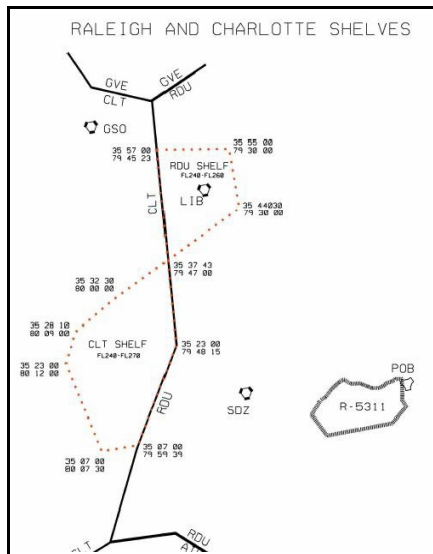 RALEIGH AND CHARLOTTE SHELVES
GVE
CLT
GVE
RDU
GSO
35 57 00
79 45 23
35 55 00
79 30 00
RDU SHELF
FL240-FL260
LIB
CLT
35 44030
79 30 00
35 37 43
79 47 00
35 32 30
80 00 00
35 28 10
80 09 00
CLT SHELF
FL240-FL270
35 23 00
79 48 15
35 23 00
80 12 00
POB
RDU
SDZ
R-5311
35 07 00
80 07 30
35 07 00
79 59 39
CLT
RDU